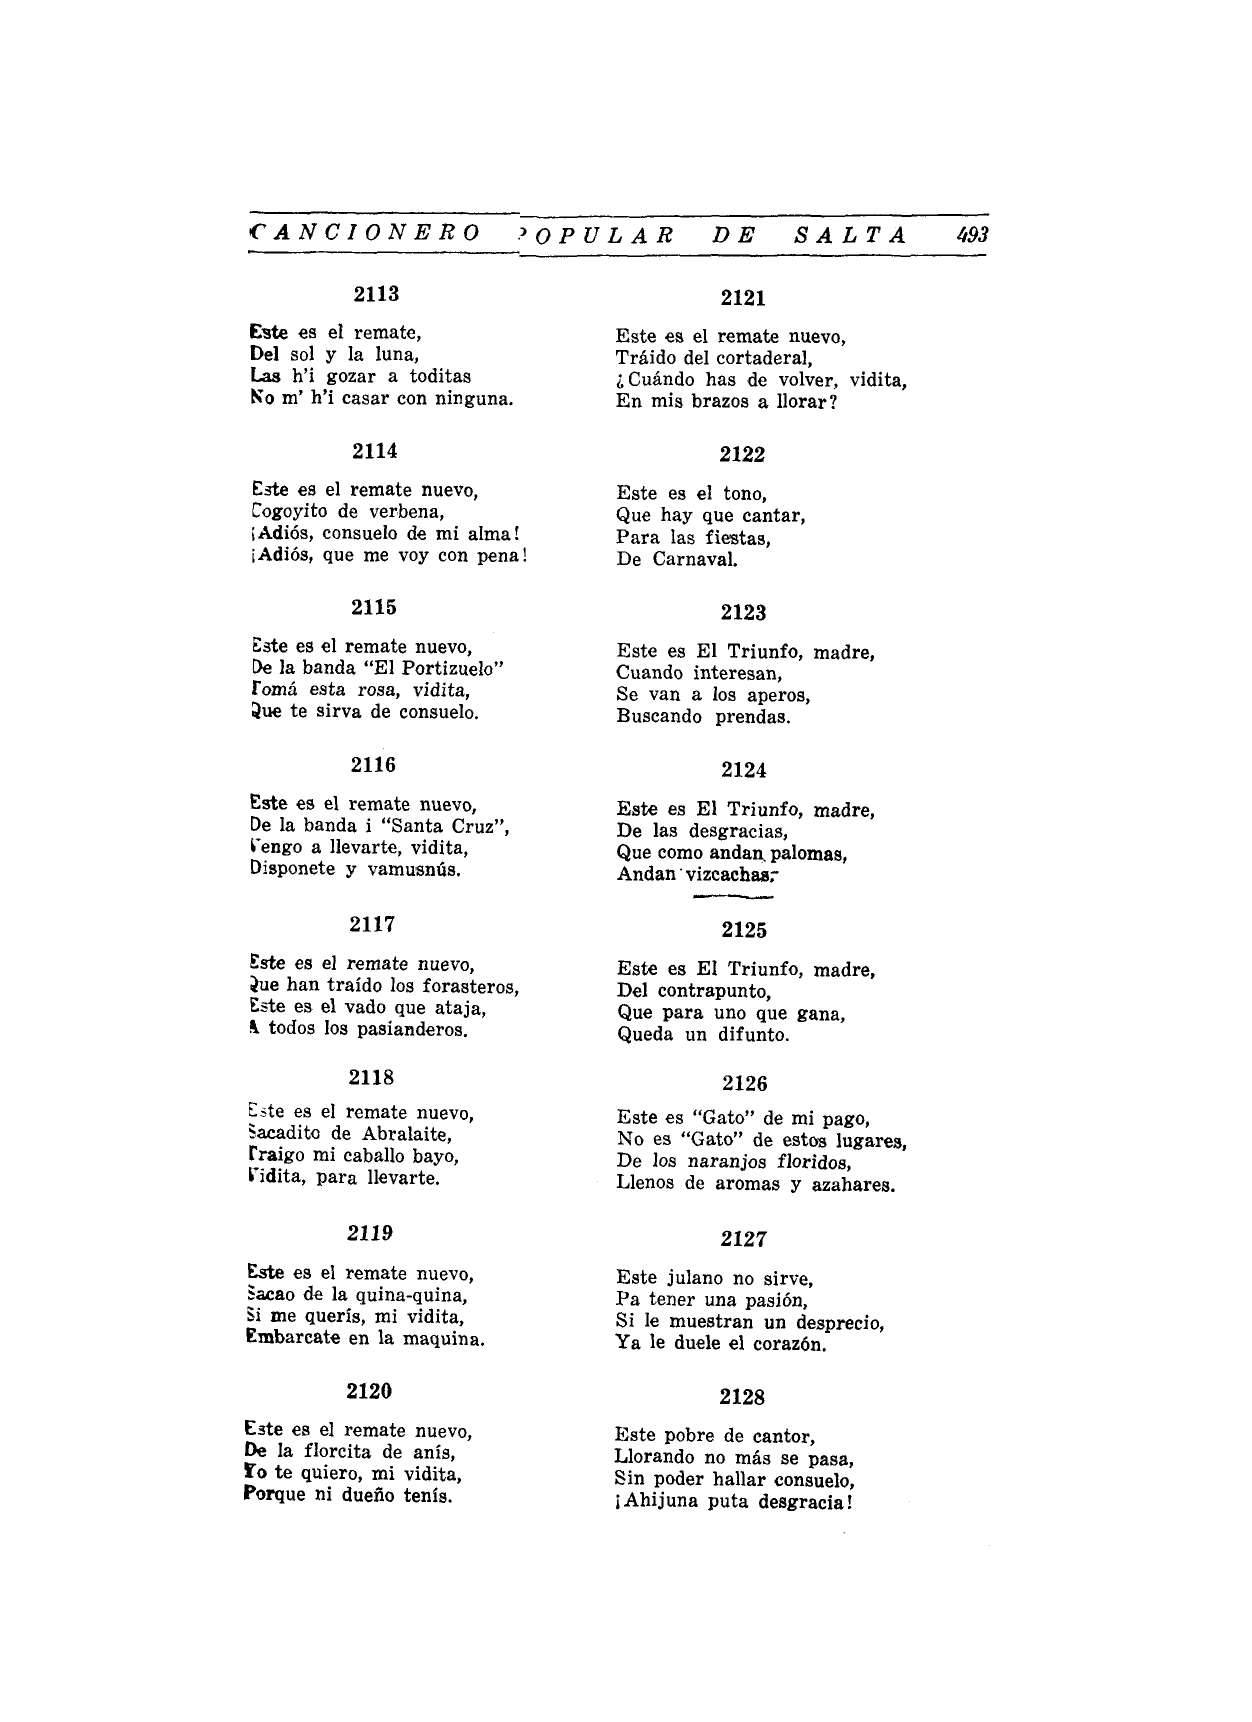 CANCIONERO POPULAR DE SALTA 493
2113
Este es el remate,
Del sol y la luna,
Las h'i gozar a toditas
No m' h'i casar con ninguna.
2114
Este es el remate nuevo,
Cogoyito de verbena,
¡Adiós, consuelo de mi alma!
¡Adiós, que me voy con pena!
2115
Este es el remate nuevo,
De la banda “El Portizuelo”
Tomá esta rosa, vidita,
Que te sirva de consuelo.
2116
Este es el remate nuevo,
De la banda i “Santa Cruz”,
Vengo a llevarte, vidita,
Disponete y vamusnús.
2117
Este es el remate nuevo,
Que han traído los forasteros,
Este es el vado que ataja,
A todos los pasianderos.
2118
Este es el remate nuevo,
Sacadito de Abralaite,
Traigo mi caballo bayo,
Vidita, para llevarte.
2119
Este es el remate nuevo,
Sacao de la quina-quina,
Si me querís, mi vidita,
Embarcate en la maquina.
2120
Este es el remate nuevo,
De la florcita de anís,
Yo te quiero, mi vidita,
Porque ni dueño tenís.
2121
Este es el remate nuevo,
Tráido del cortaderal,
¿Cuándo has de volver, vidita,
En mis brazos a llorar?
2122
Este es el tono,
Que hay que cantar,
Para las fiestas,
De Carnaval.
2123
Este es El Triunfo, madre,
Cuando interesan,
Se van a los aperos,
Buscando prendas.
2124
Este es El Triunfo, madre,
De las desgracias,
Que como andan palomas,
Andan vizcachas.
2125
Este es El Triunfo, madre,
Del contrapunto,
Que para uno que gana,
Queda un difunto.
2126
Este es “Gato” de mi pago,
No es “Gato” de estos lugares,
De los naranjos floridos,
Llenos de aromas y azahares.
2127
Este julano no sirve,
Pa tener una pasión,
Si le muestran un desprecio,
Ya le duele el corazón.
2128
Este pobre de cantor,
Llorando no más se pasa,
Sin poder hallar consuelo,
¡Ahijuna puta desgracia!